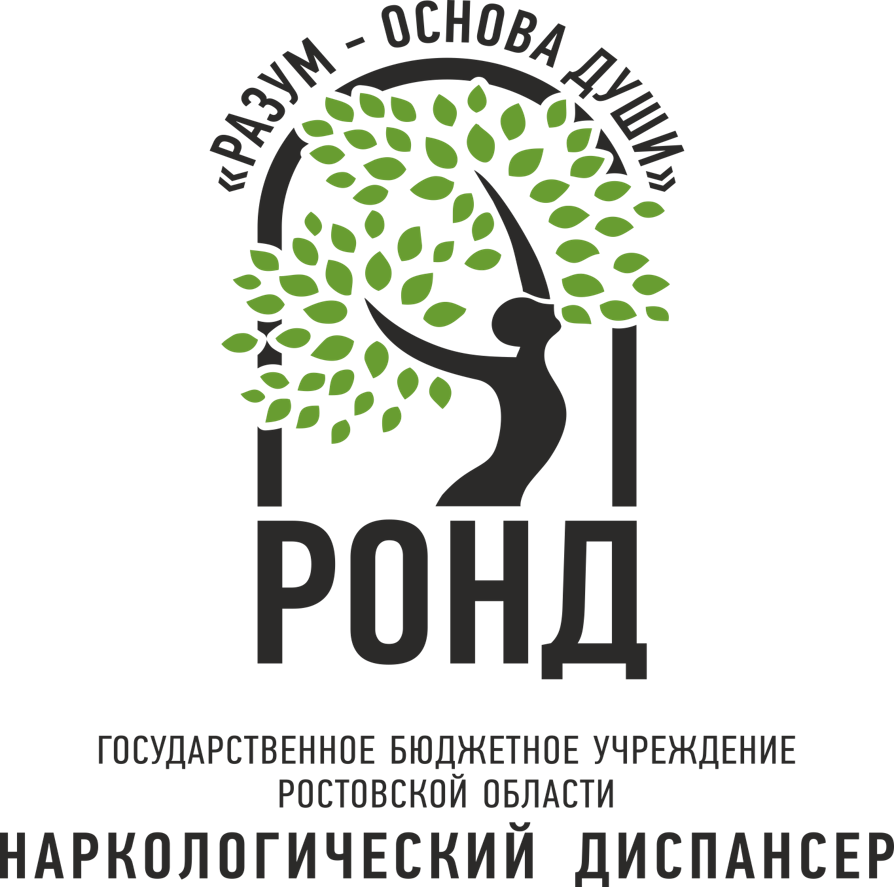 «РАЗУМ - ОСНОВА ДУШИ»
РОНД
ГОСУДАРСТВЕННОЕ БЮДЖЕТНОЕ УЧРЕЖДЕНИЕ
РОСТОВСКОЙ ОБЛАСТИ
НАРКОЛОГИЧЕСКИЙ ДИСПАНСЕР